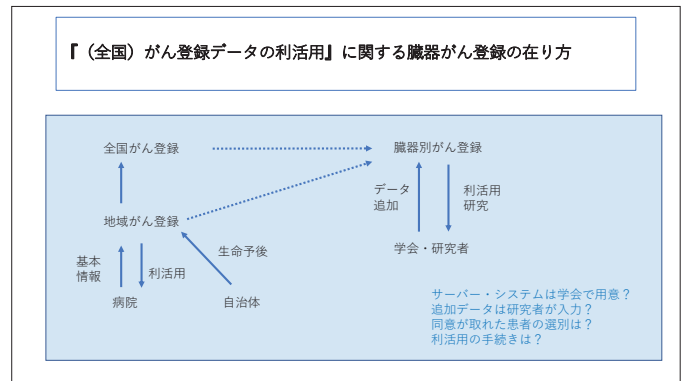 『（全国）がん登録データの利活用』に関する臓器がん登録の在り方
全国がん登録
臓器別がん登録
データ
追加
利活用
研究
地域がん登録
学会・研究者
生命予後
基本
情報
利活用
病院
自治体
サーバー・システムは学会で用意？
追加データは研究者が入力？
同意が取れた患者の選別は？
利活用の手続きは？